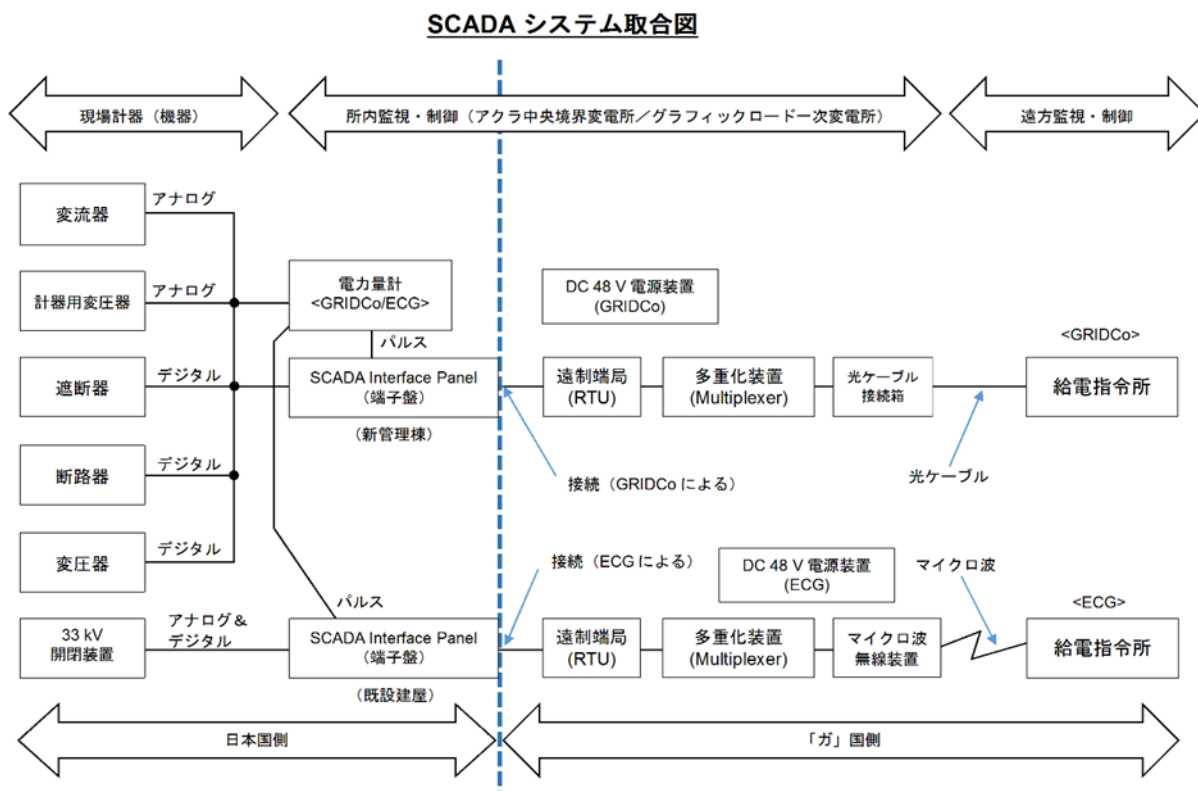 SCADA システム取合図
現場計器（機器）
所内監視・制御（アクラ中央境界変電所／グラフィックロード一次変電所）
遠方監視・制御
変流器
アナログ
計器用変圧器
アナログ
電力量計
<GRIDCo/ECG>
DC 48 V 電源装置
(GRIDCo)
パルス
<GRIDCo>
遮断器
デジタル
SCADA Interface Panel
（端子盤）
遠制端局
(RTU)
多重化装置
(Multiplexer)
光ケーブル
接続箱
給電指令所
（新管理棟）
断路器
デジタル
接続（GRIDCo による）
光ケーブル
変圧器
デジタル
接続（ECG による）
DC 48 V 電源装置
(ECG)
マイクロ波
パルス
<ECG>
33 kV
開閉装置
アナログ＆
デジタル
SCADA Interface Panel
（端子盤）
遠制端局
(RTU)
多重化装置
(Multiplexer)
マイクロ波
無線装置
給電指令所
（既設建屋）
日本国側
「ガ」国側